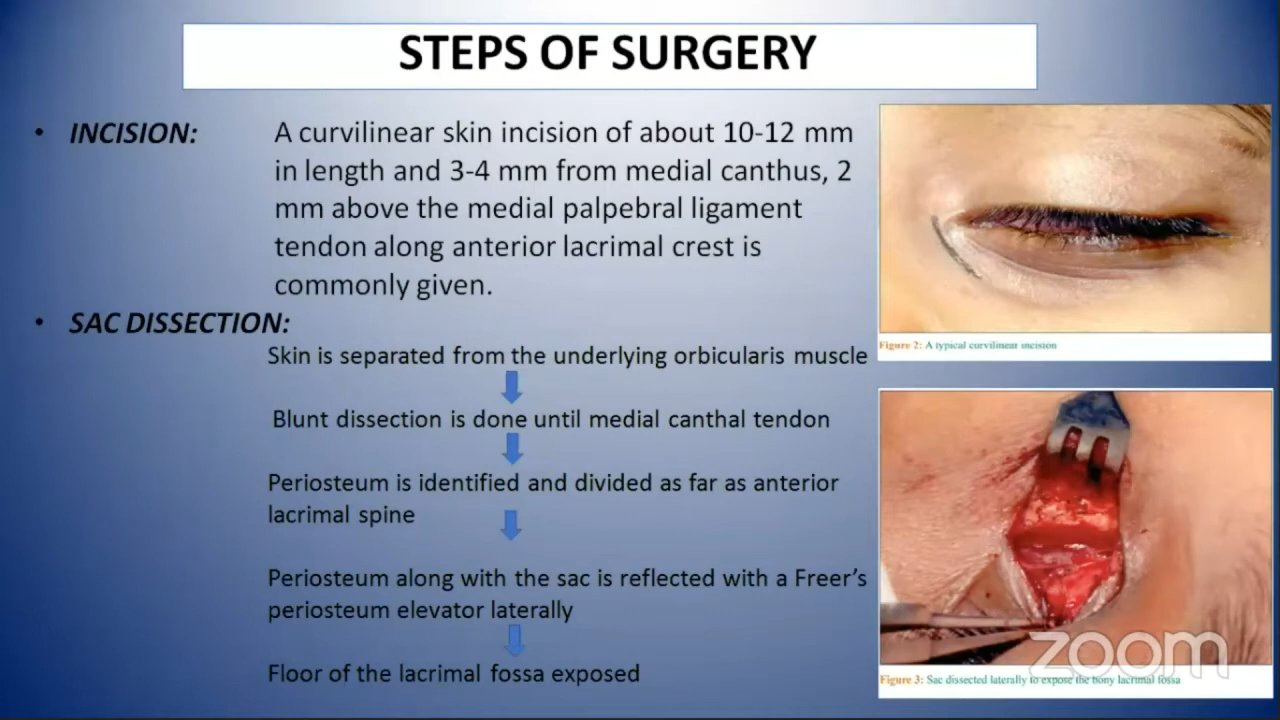 STEPS OF SURGERY
• INCISION:
A curvilinear skin incision of about 10-12 mm
in length and 3-4 mm from medial canthus, 2
mm above the medial palpebral ligament
tendon along anterior lacrimal crest is
commonly given.
• SAC DISSECTION:
Skin is separated from the underlying orbicularis muscle
Blunt dissection is done until medial canthal tendon
Periosteum is identified and divided as far as anterior
lacrimal spine
Periosteum along with the sac is reflected with a Freer's
periosteum elevator laterally
Floor of the lacrimal fossa exposed
Figure 2: A typical curvilinear incision
Figure 3: Sac dissected laterally to expose the bony lacrimal fossa
zoom